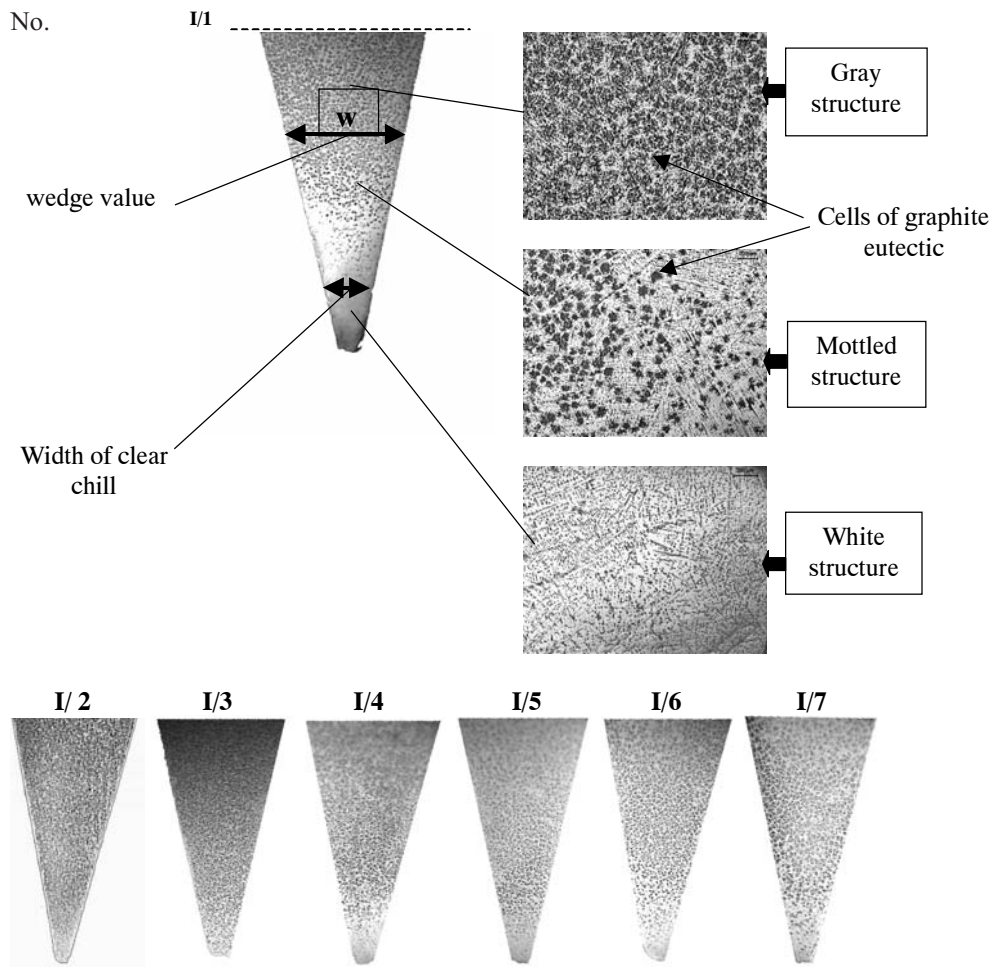 No.
I/1
Gray
structure
w
wedge value
Cells of graphite
eutectic
Mottled
structure
Width of clear
chill
White
structure
I/ 2
I/3
I/4
I/5
I/6
I/7